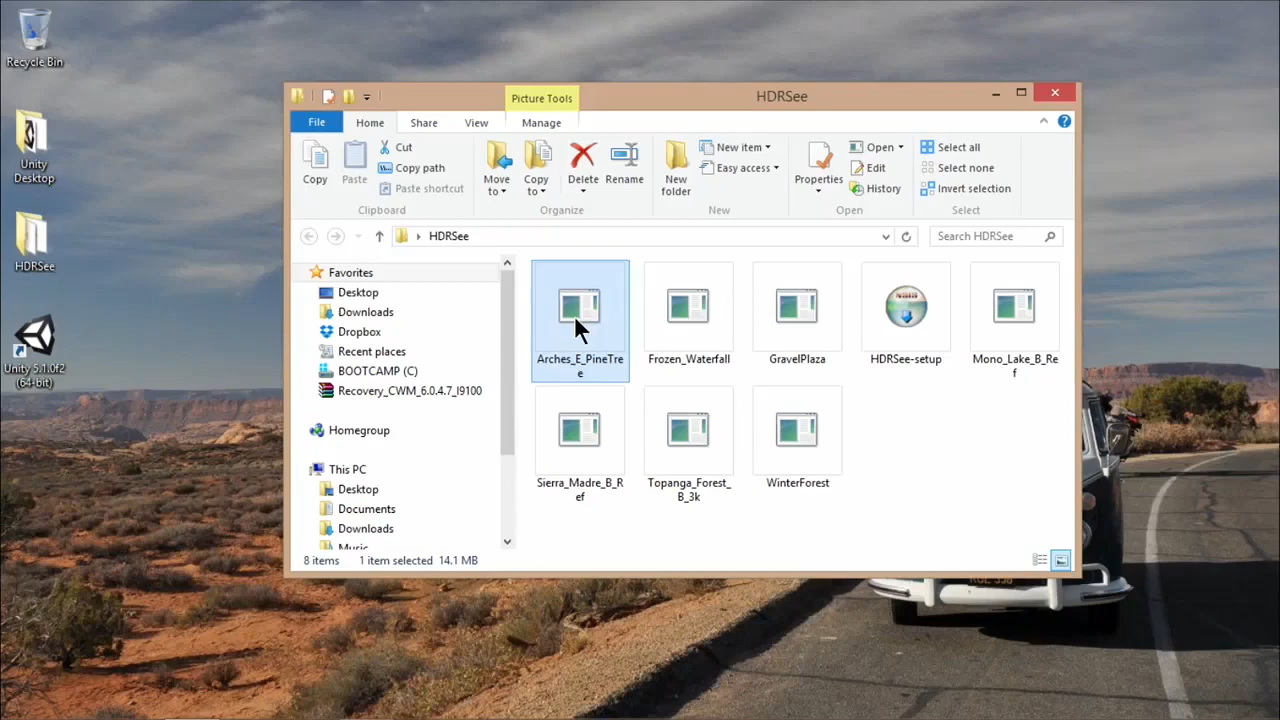 Recycle Bin
Unity
Desktop
HDRSee
Unity 5.1.0f2
(64-bit)
Picture Tools
HDRSee
File
Home
Share
View
Manage
Copy
Paste
Cut
Copy path
Paste shortcut
Clipboard
Move
to
Copy
to
Delete
Rename
Organize
New
folder
New item
Easy access
New
Properties
Open
Edit
History
Open
Select all
Select none
Invert selection
Select
HDRSee
Search HDRSee
Favorites
Desktop
Downloads
Dropbox
Recent places
BOOTCAMP (C)
Recovery_CWM_6.0.4.7_I9100
Homegroup
This PC
Desktop
Documents
Downloads
Music
Arches_E_PineTre
e
Frozen_Waterfall
GravelPlaza
HDRSee-setup
Mono_Lake_B_Re
f
Sierra_Madre_B_R
ef
Topanga_Forest_
B_3k
WinterForest
8 items
1 item selected
14.1 MB